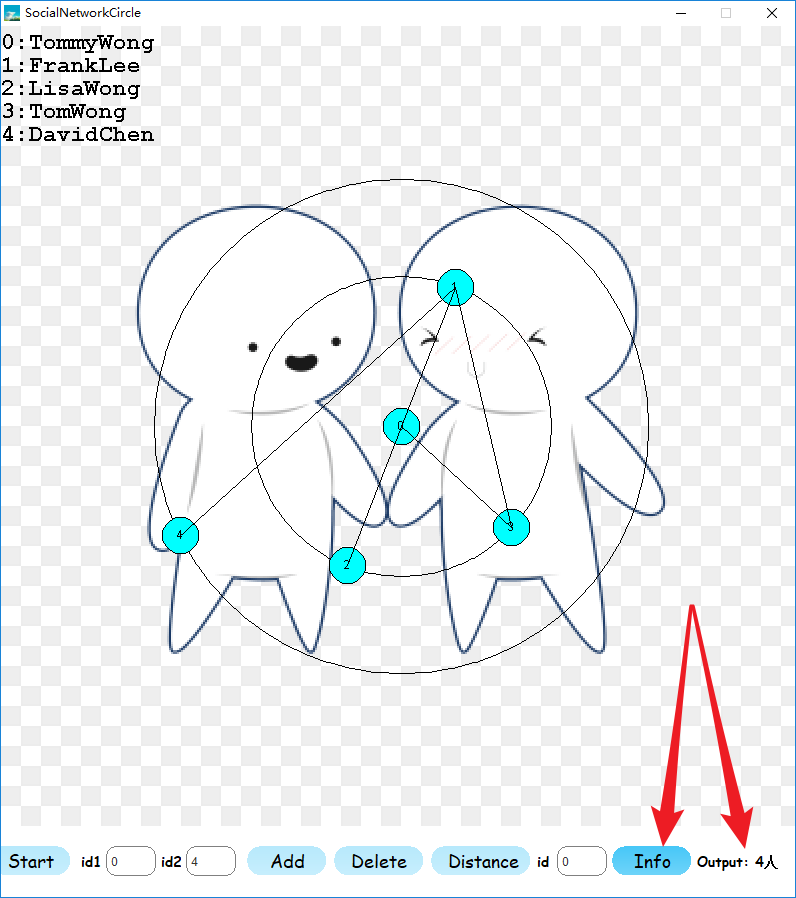 SocialNetworkCircle
0:TommyWong
1:FrankLee
2:LisaWong
3:TomWong
4:DavidChen
1
0
3
4
2
Start id1 0 id2 4 Add Delete Distance id 0 Info Output: 4人